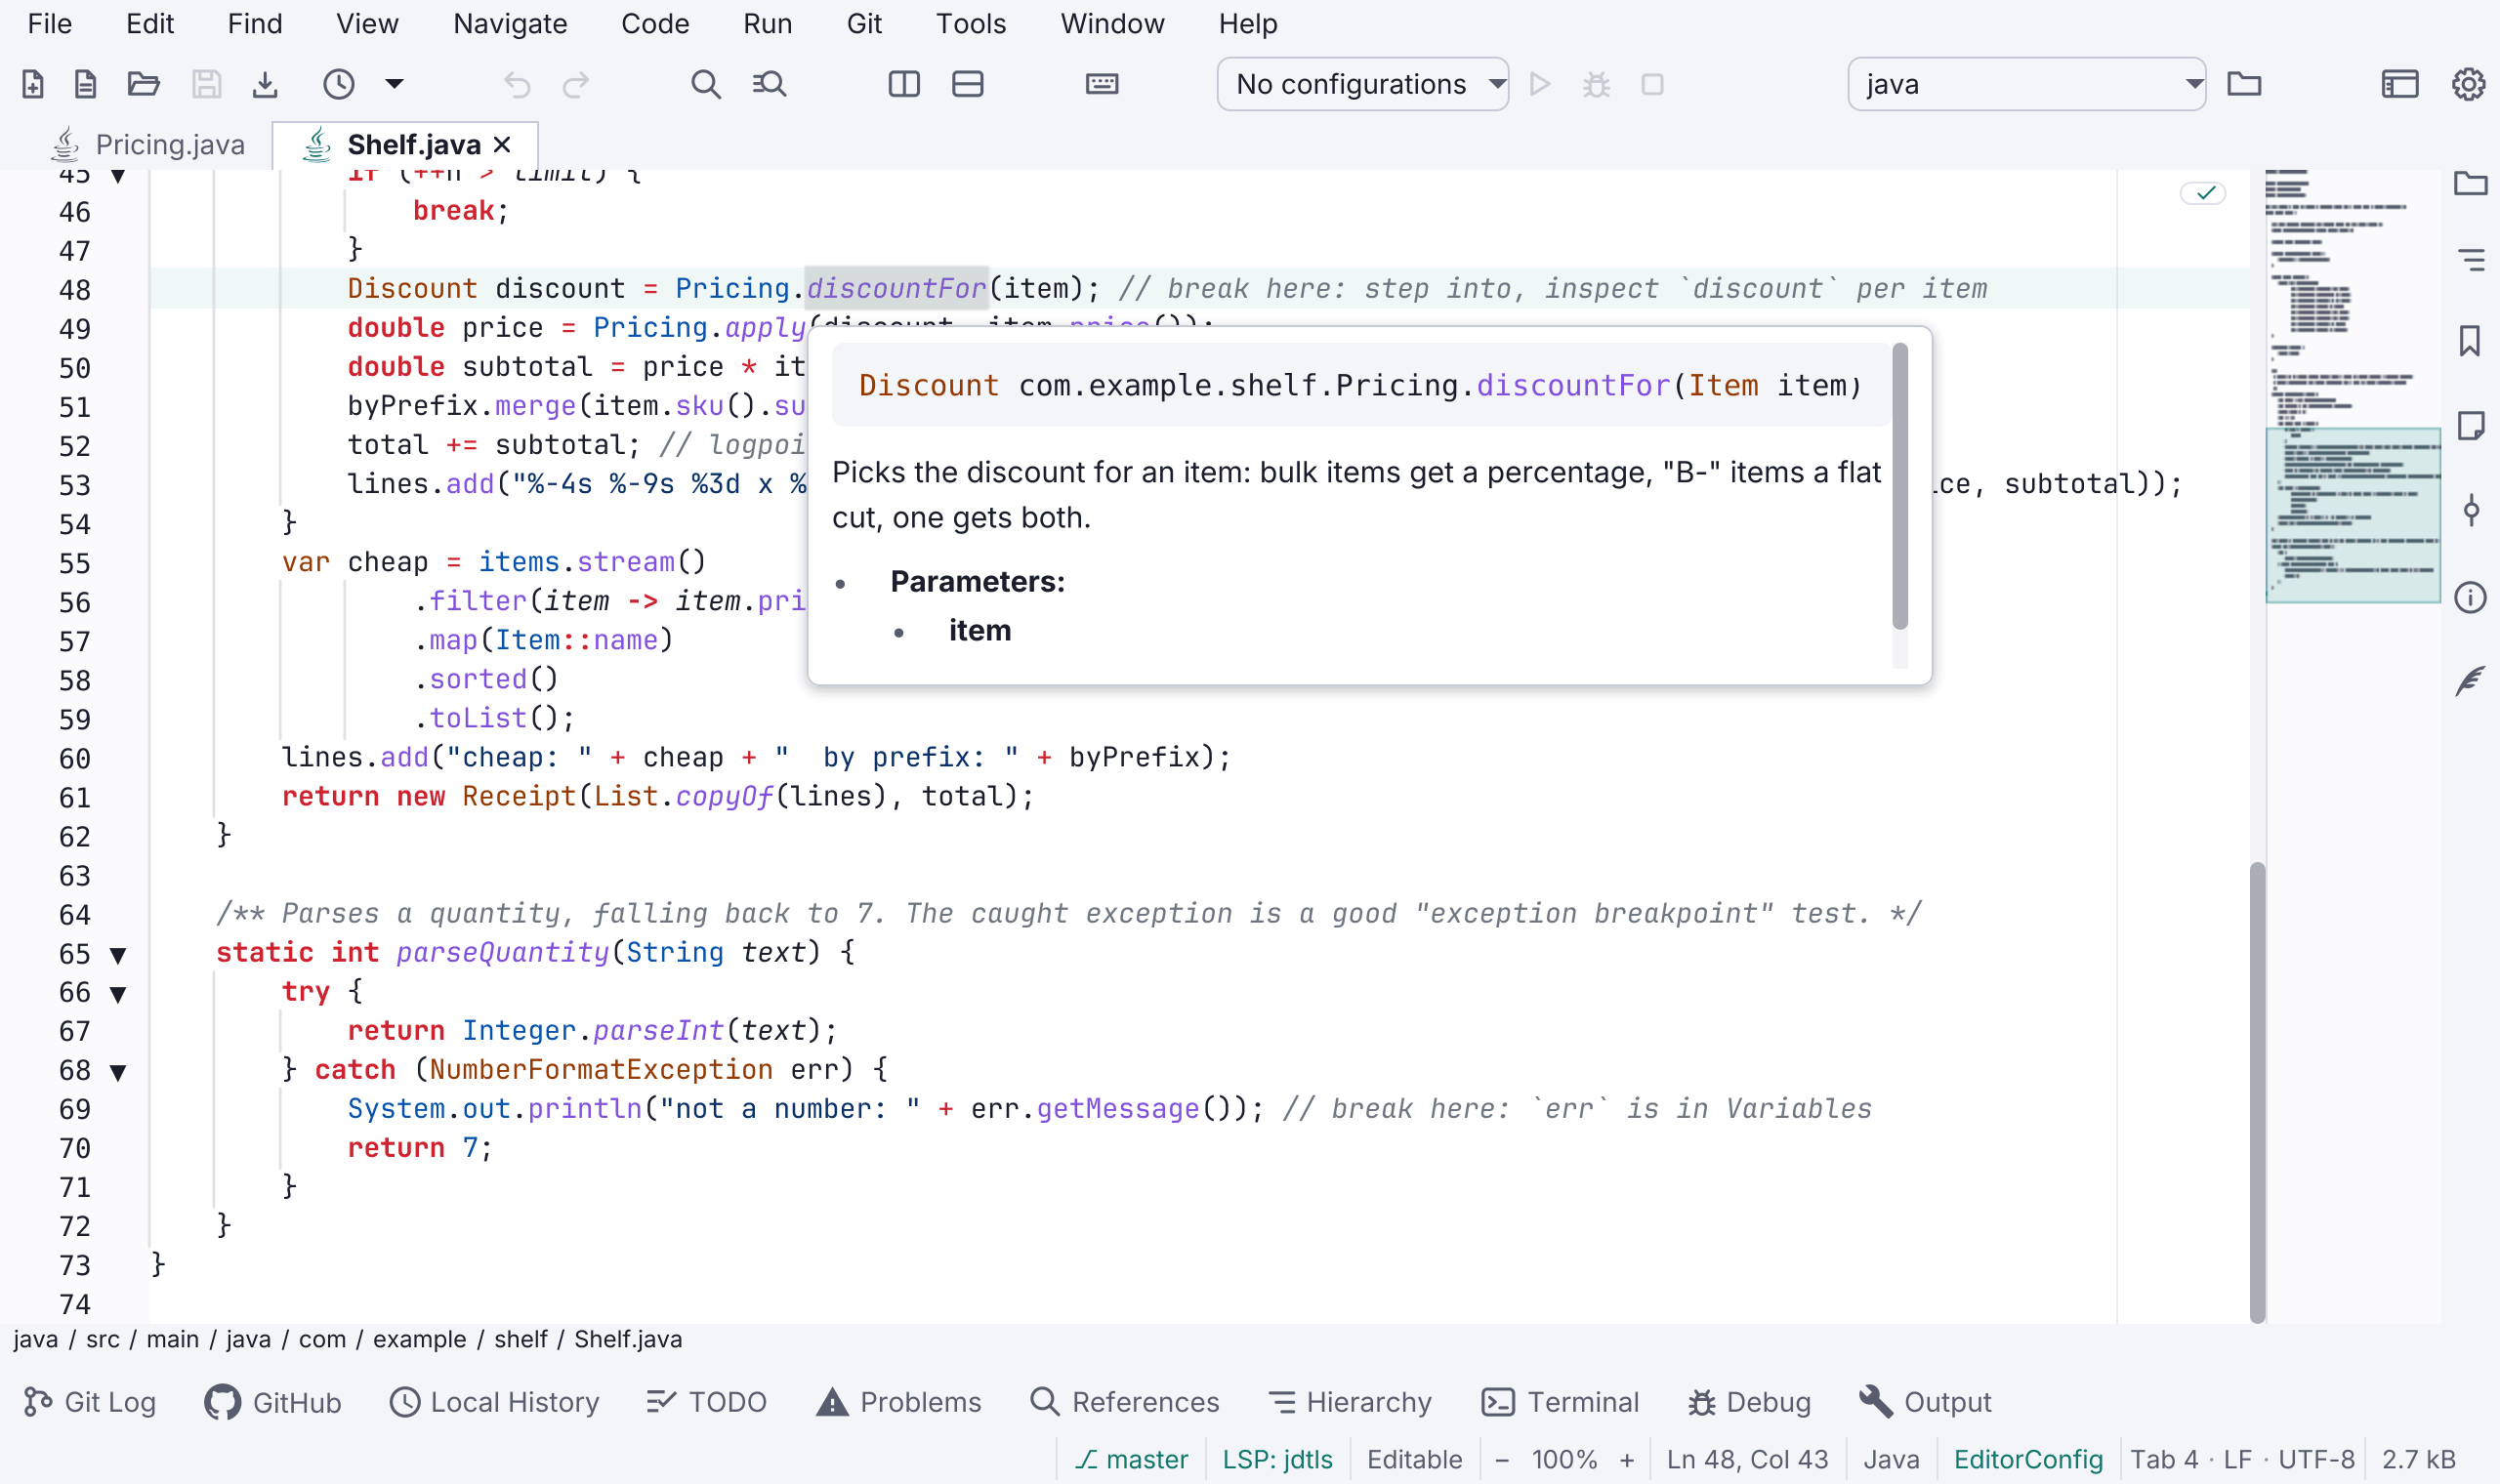 File Edit Find View Navigate Code Run Git Tools Window Help
No configurations java
Pricing.java Shelf.java
45 if (++n > limit) {
46 break;
47 }
48 Discount discount = Pricing.discountFor(item); // break here: step into, inspect `discount` per item
49 double price = Pricing.apply(discount, item.price());
50 double subtotal = price * it
51 byPrefix.merge(item.sku().su
52 total += subtotal; // logpoi
53 lines.add("%-4s %-9s %3d x % ice, subtotal));
54 }
55 var cheap = items.stream()
56 .filter(item -> item.pri
57 .map(Item::name)
58 .sorted()
59 .toList();
60 lines.add("cheap: " + cheap + "  by prefix: " + byPrefix);
61 return new Receipt(List.copyOf(lines), total);
62 }
63
64 /** Parses a quantity, falling back to 7. The caught exception is a good "exception breakpoint" test. */
65 static int parseQuantity(String text) {
66 try {
67 return Integer.parseInt(text);
68 } catch (NumberFormatException err) {
69 System.out.println("not a number: " + err.getMessage()); // break here: `err` is in Variables
70 return 7;
71 }
72 }
73 }
74
Discount com.example.shelf.Pricing.discountFor(Item item)
Picks the discount for an item: bulk items get a percentage, "B-" items a flat
cut, one gets both.
• Parameters:
• item
java / src / main / java / com / example / shelf / Shelf.java
Git Log GitHub Local History TODO Problems References Hierarchy Terminal Debug Output
master LSP: jdtls Editable − 100% + Ln 48, Col 43 Java EditorConfig Tab 4 · LF · UTF-8 2.7 kB